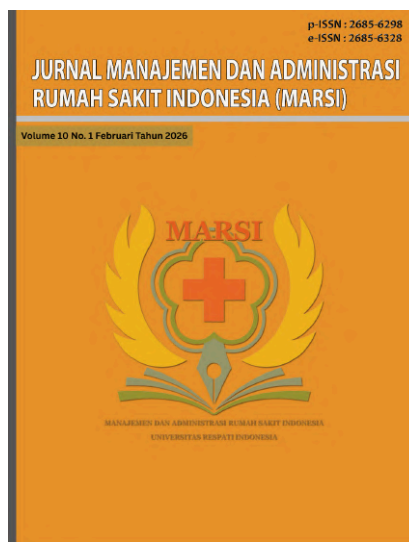 p-ISSN : 2685-6298
e-ISSN : 2685-6328
JURNAL MANAJEMEN DAN ADMINISTRASI
RUMAH SAKIT INDONESIA (MARSI)
Volume 10 No. 1 Februari Tahun 2026
MARSI
MANAJEMEN DAN ADMINISTRASI RUMAH SAKIT INDONESIA
UNIVERSITAS RESPATI INDONESIA